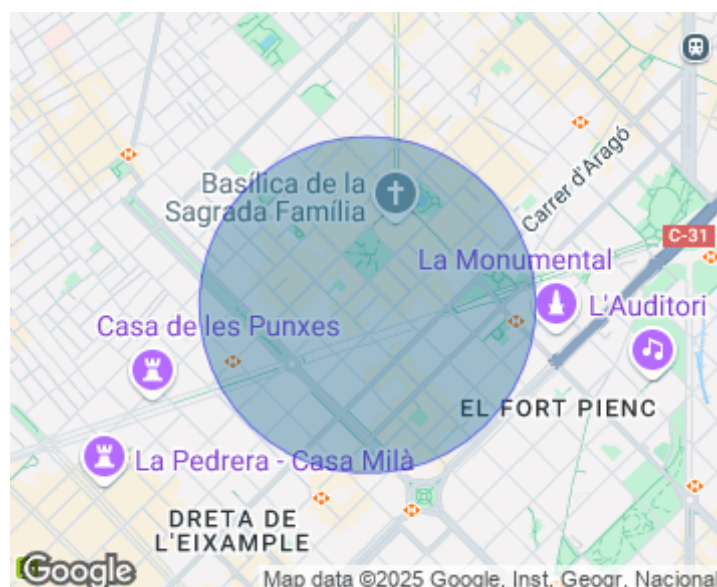 Basílica de la
Sagrada Família
Carrer d'Aragó
C-31
La Monumental
L'Auditori
Casa de les Punxes
EL FORT PIENC
La Pedrera - Casa Milà
DRETA DE
L'EIXAMPLE
Google
Map data ©2025 Google, Inst. Geogr. Nacional